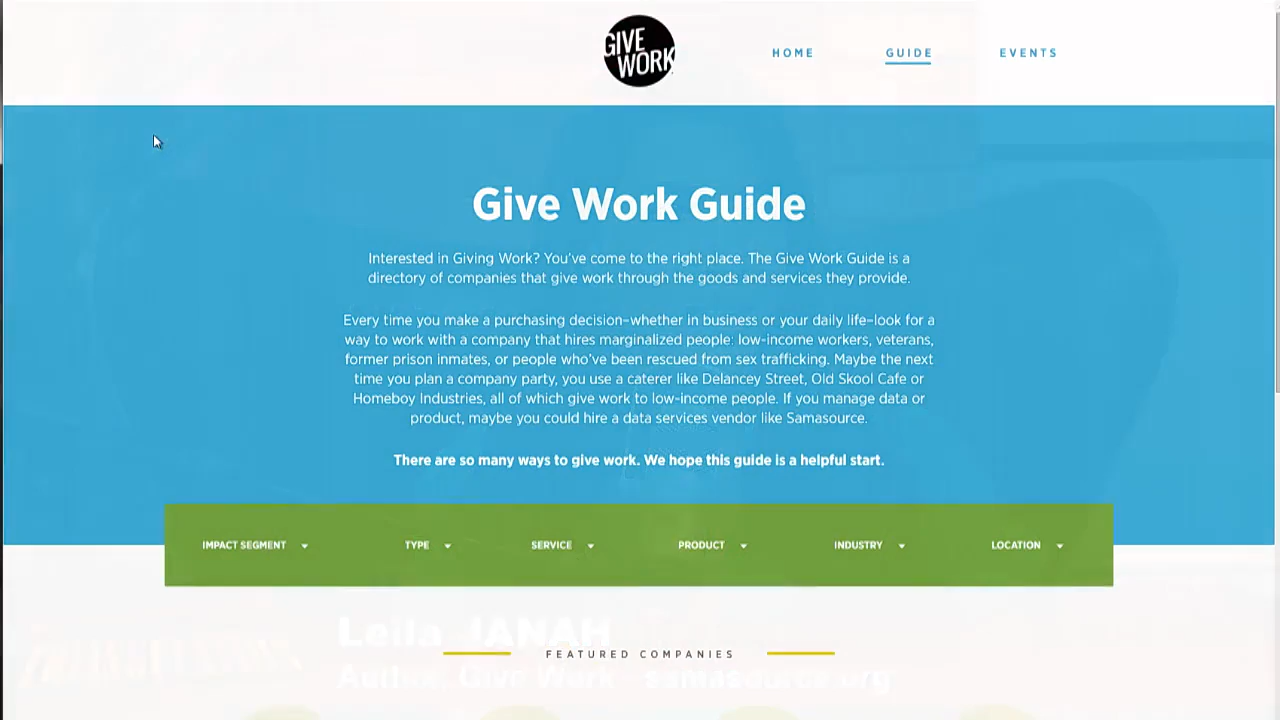 GIVE
WORK
HOME
GUIDE
EVENTS
Give Work Guide
Interested in Giving Work? You've come to the right place. The Give Work Guide is a
directory of companies that give work through the goods and services they provide.
Every time you make a purchasing decision–whether in business or your daily life–look for a
way to work with a company that hires marginalized people: low-income workers, veterans,
former prison inmates, or people who've been rescued from sex trafficking. Maybe the next
time you plan a company party, you use a caterer like Delancey Street, Old Skool Cafe or
Homeboy Industries, all of which give work to low-income people. If you manage data or
product, maybe you could hire a data services vendor like Samasource.
There are so many ways to give work. We hope this guide is a helpful start.
IMPACT SEGMENT
TYPE
SERVICE
PRODUCT
INDUSTRY
LOCATION
Leila JANAH
FEATURED COMPANIES
Author, Give Work - samasource.org